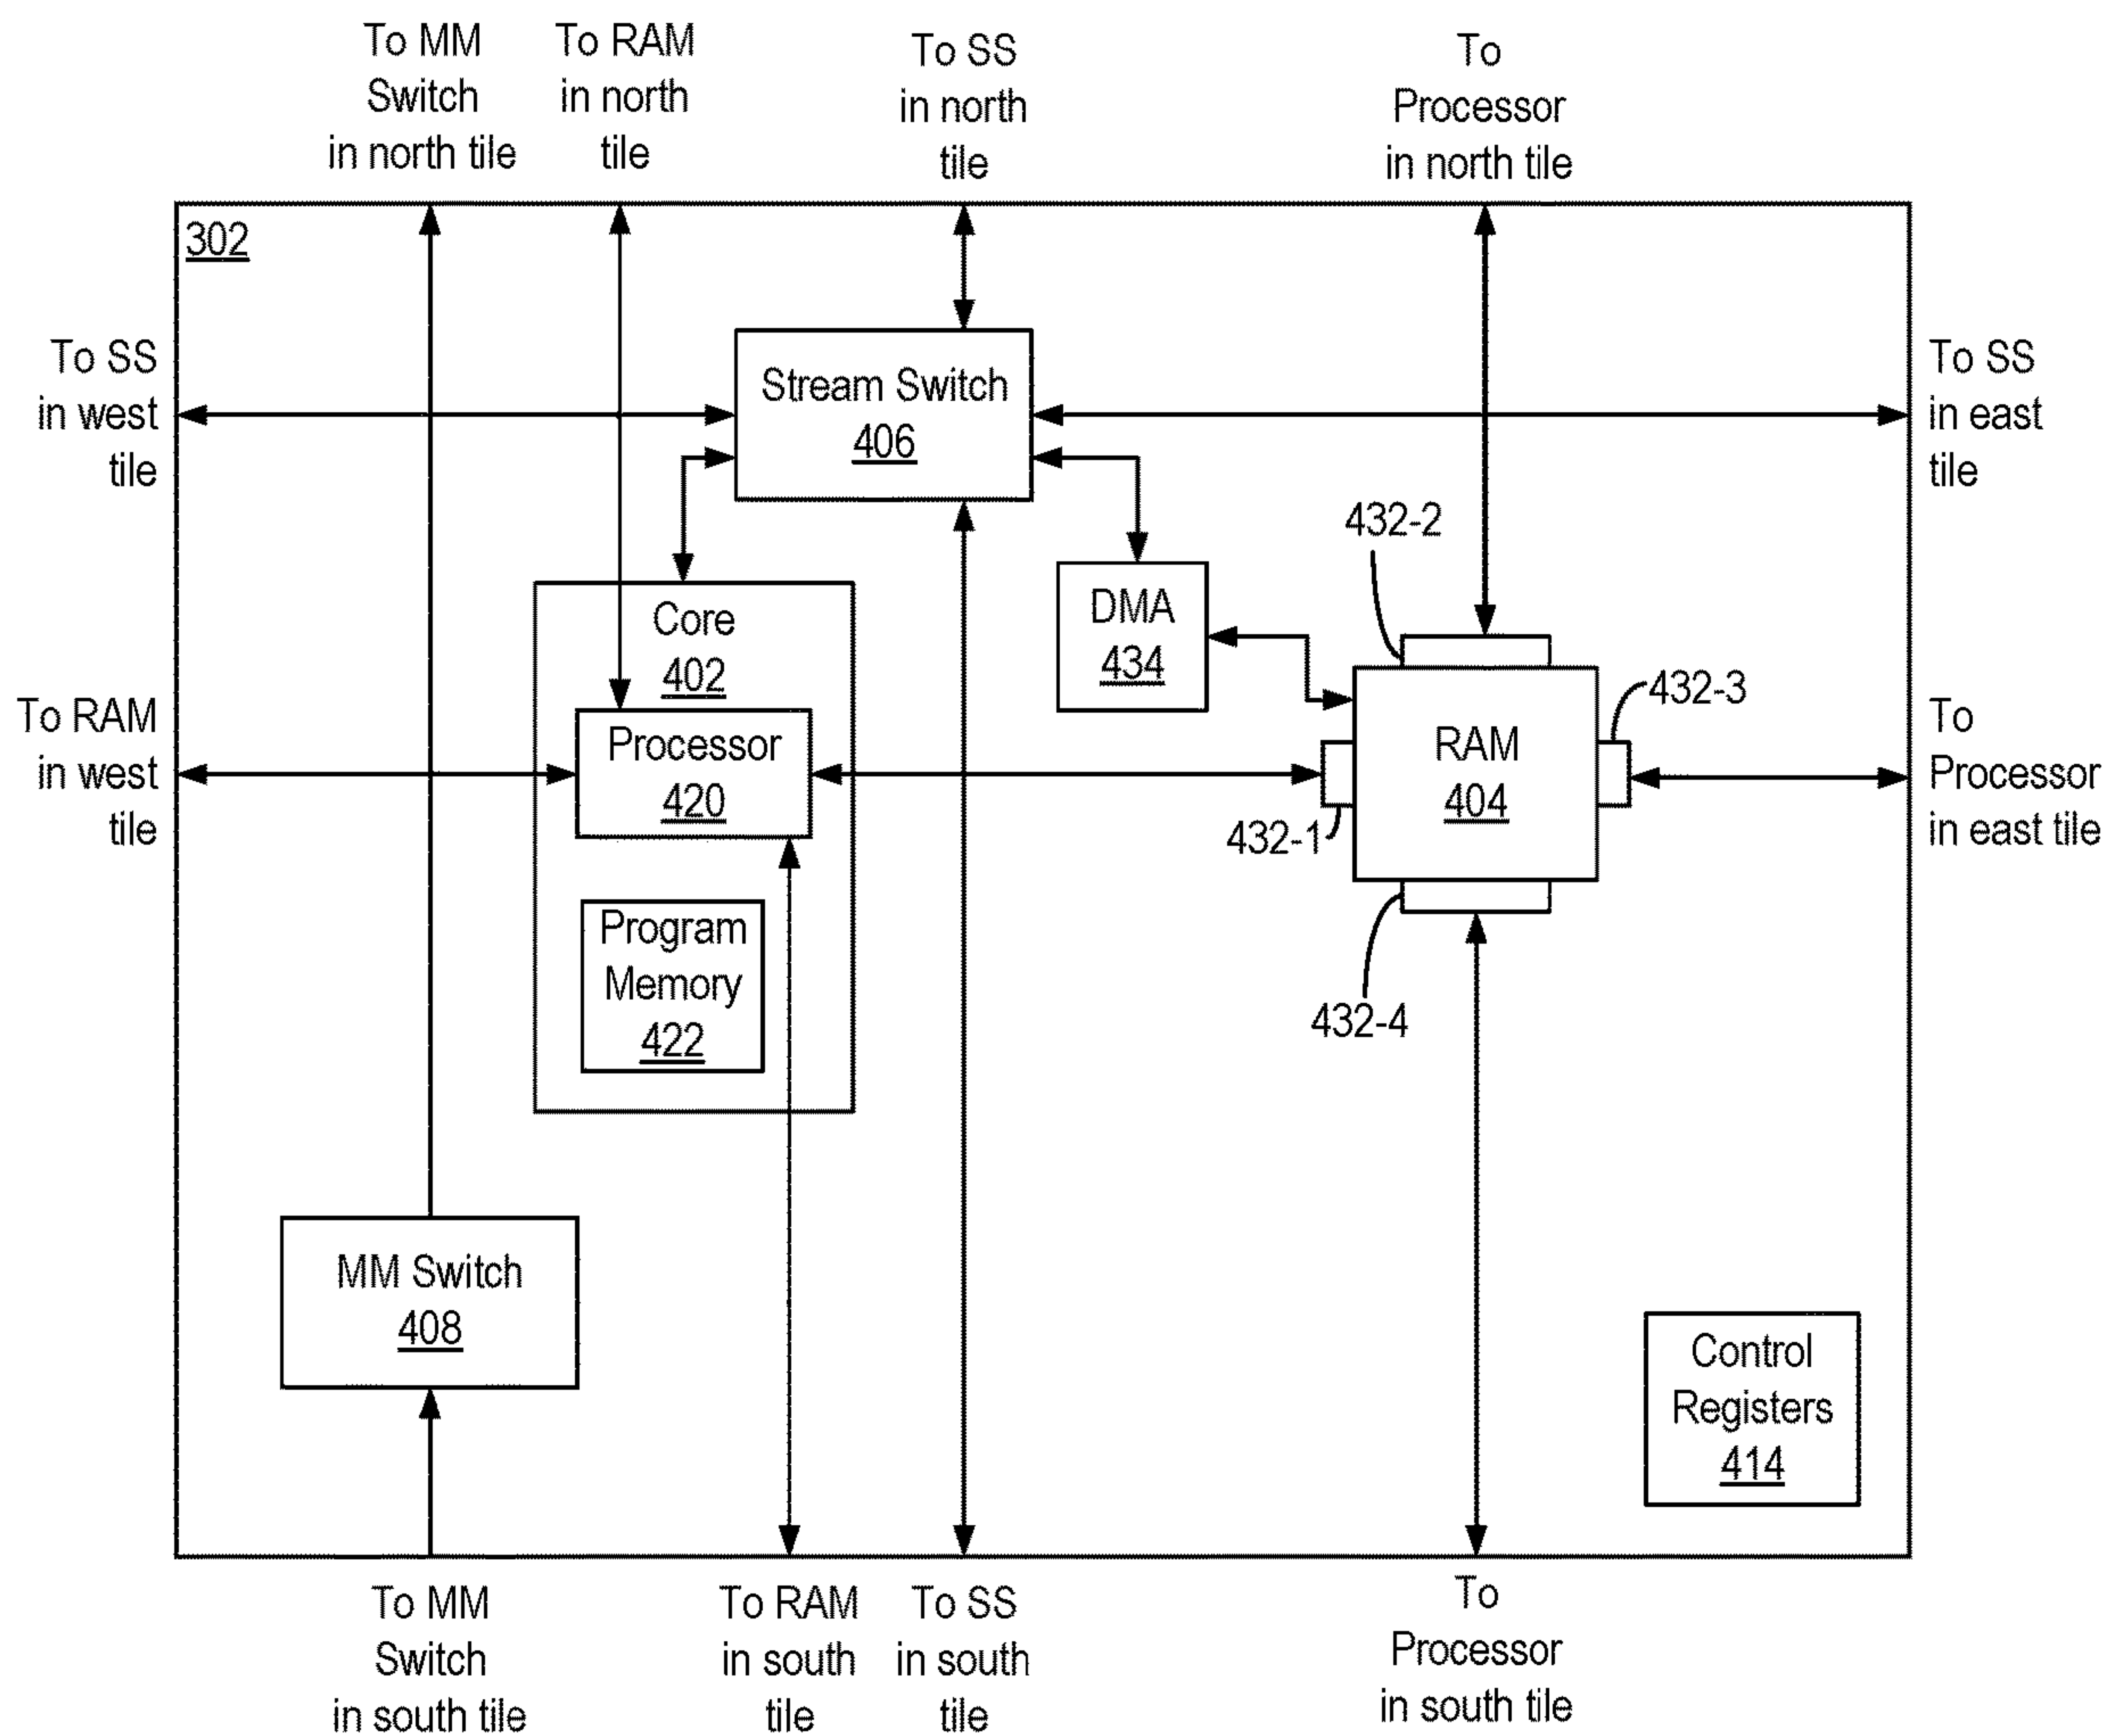 To MM
Switch
in north tile
To RAM
in north
tile
To SS
in north
tile
To
Processor
in north tile
302
To SS
in west
tile
Stream Switch
406
To SS
in east
tile
432-2
Core
402
DMA
434
432-3
To RAM
in west
tile
Processor
420
RAM
404
To
Processor
in east tile
432-1
Program
Memory
422
432-4
MM Switch
408
Control
Registers
414
To MM
Switch
in south tile
To RAM
in south
tile
To SS
in south
tile
To
Processor
in south tile